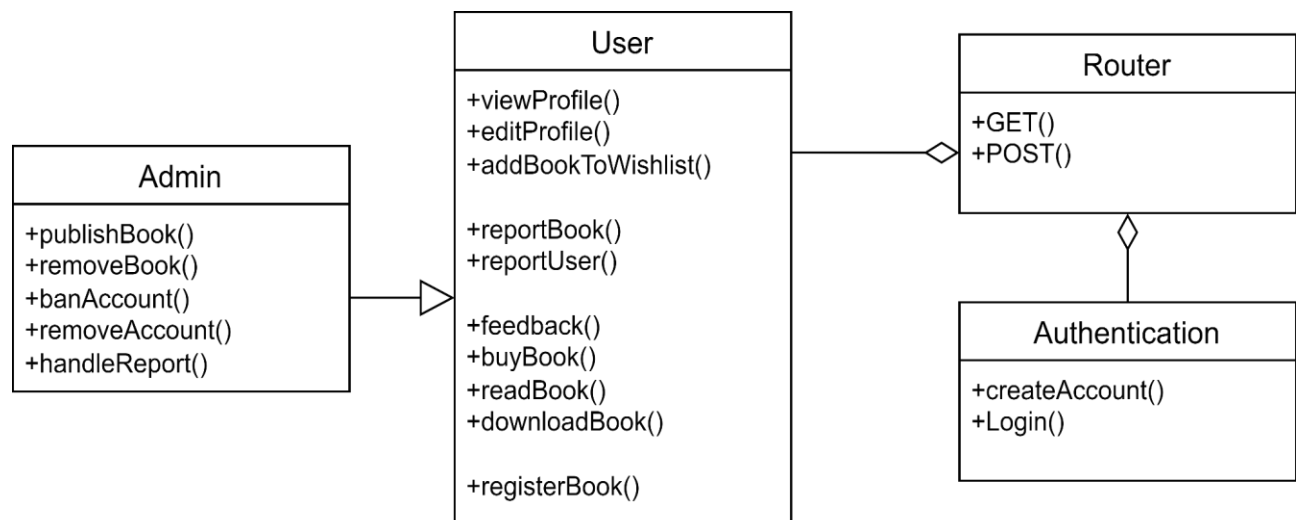 Admin
+publishBook()
+removeBook()
+banAccount()
+removeAccount()
+handleReport()
User
+viewProfile()
+editProfile()
+addBookToWishlist()
+reportBook()
+reportUser()
+feedback()
+buyBook()
+readBook()
+downloadBook()
+registerBook()
Router
+GET()
+POST()
Authentication
+createAccount()
+Login()